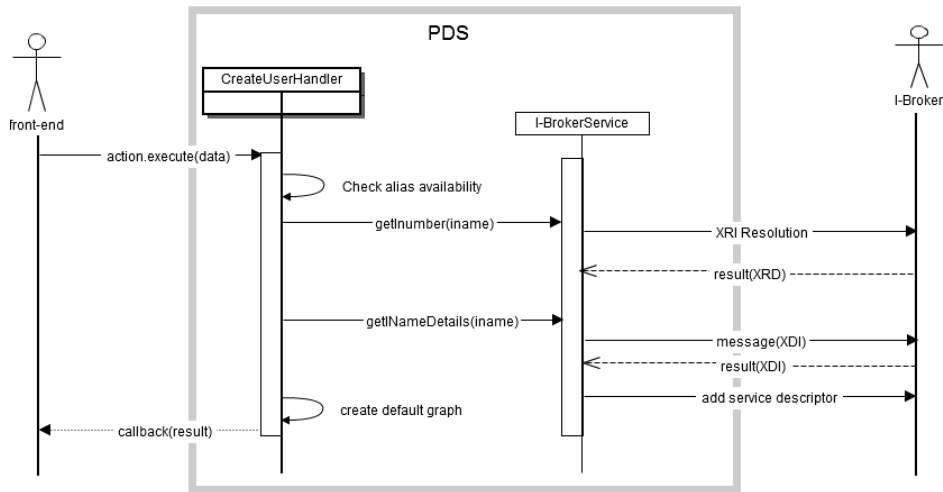 PDS
CreateUserHandler
I-Broker
front-end
I-BrokerService
action.execute(data)
Check alias availability
getInumber(iname)
XRI Resolution
result(XRD)
getINameDetails(iname)
message(XDI)
result(XDI)
add service descriptor
create default graph
callback(result)